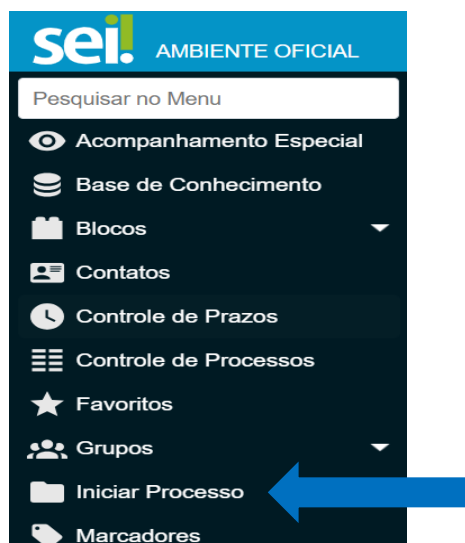 sei! AMBIENTE OFICIAL
Pesquisar no Menu
Acompanhamento Especial
Base de Conhecimento
Blocos
Contatos
Controle de Prazos
Controle de Processos
Favoritos
Grupos
Iniciar Processo
Marcadores